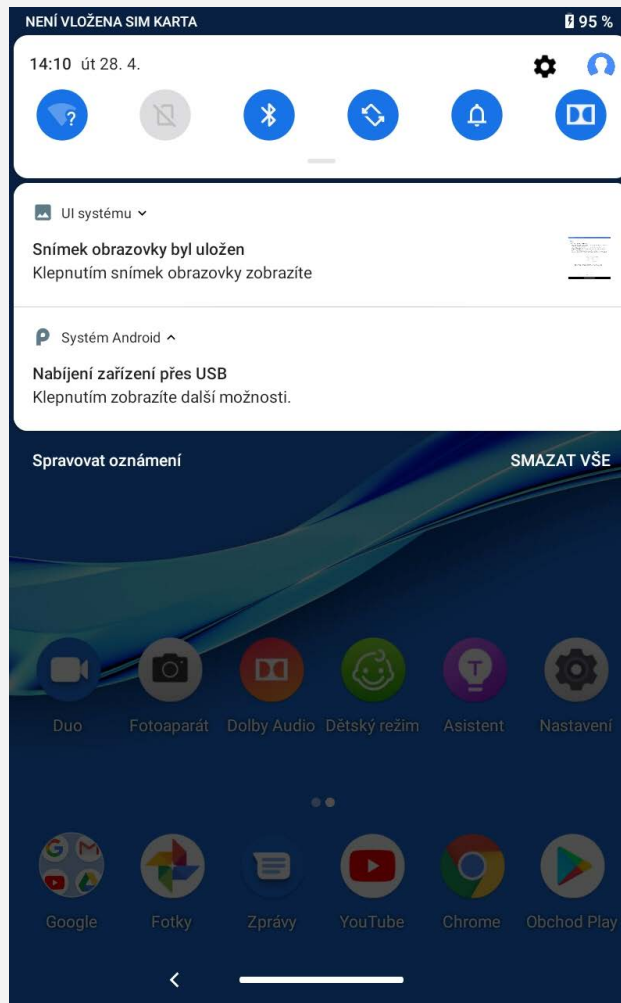 NENÍ VLOŽENA SIM KARTA 95 %
14:10 út 28. 4.
UI systému
Snímek obrazovky byl uložen
Klepnutím snímek obrazovky zobrazíte
Systém Android
Nabíjení zařízení přes USB
Klepnutím zobrazíte další možnosti.
Spravovat oznámení SMAZAT VŠE
Duo Fotoaparát Dolby Audio Dětský režim Asistent Nastavení
Google Fotky Zprávy YouTube Chrome Obchod Play